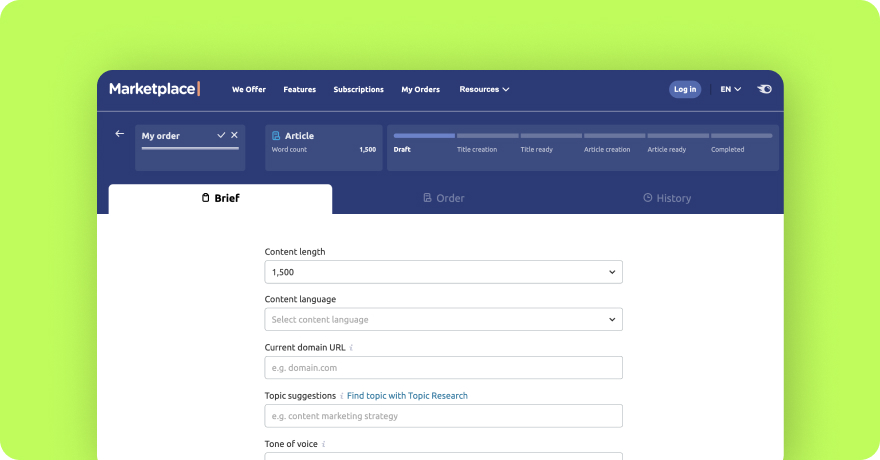 Marketplace We Offer Features Subscriptions My Orders Resources Log in EN
My order Article
Word count 1,500 Draft Title creation Title ready Article creation Article ready Completed
Brief Order History
Content length
1,500
Content language
Select content language
Current domain URL i
e.g. domain.com
Topic suggestions i Find topic with Topic Research
e.g. content marketing strategy
Tone of voice i